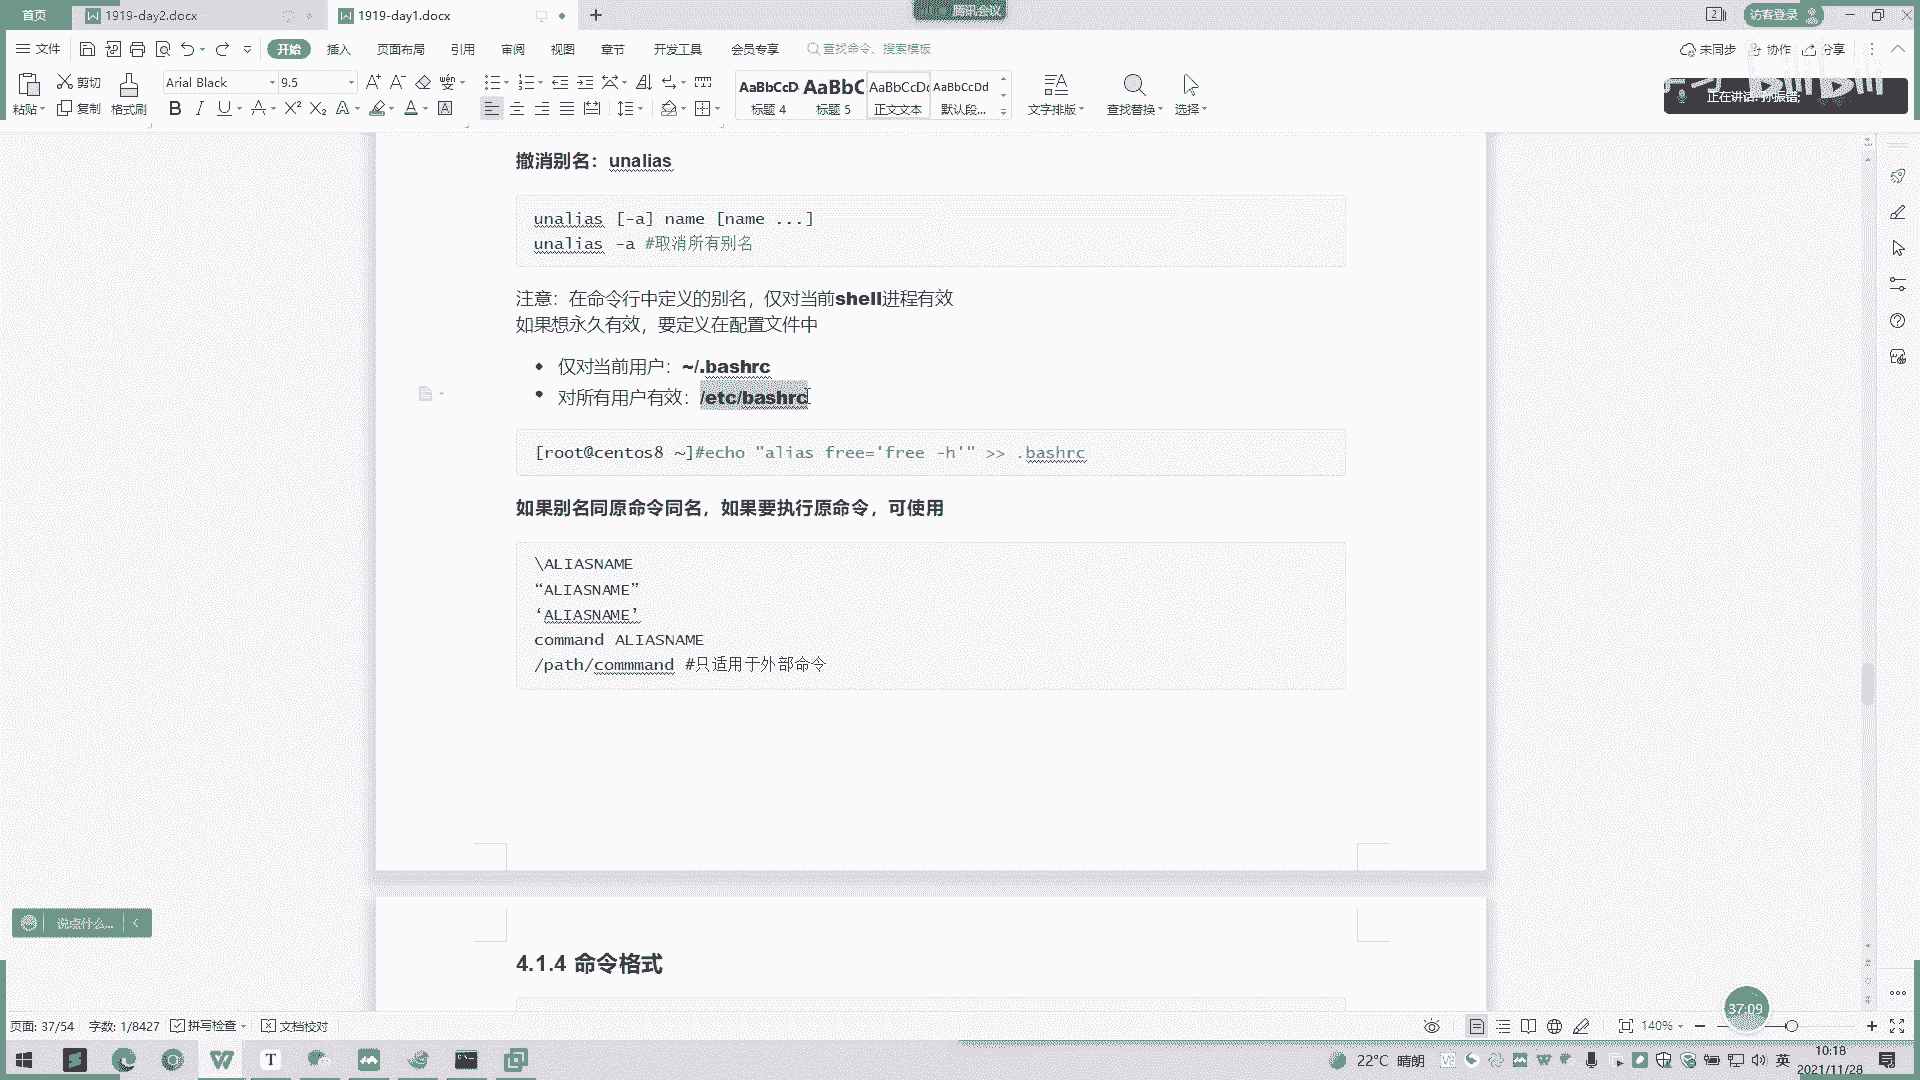 首页
1919-day2.docx
1919-day1.docx
腾讯会议
2
访客登录
文件
开始
插入
页面布局
引用
审阅
视图
章节
开发工具
会员专享
查找命令、搜索模板
未同步
协作
分享
粘贴
剪切
复制
格式刷
Arial Black
9.5
AaBbCcD
AaBbC
AaBbCcDd
AaBbCcDd
标题 4
标题 5
正文文本
默认段...
文字排版
查找替换
选择
bilibili
撤消别名：unalias
unalias [-a] name [name ...]
unalias -a #取消所有别名
注意：在命令行中定义的别名，仅对当前shell进程有效
如果想永久有效，要定义在配置文件中
• 仅对当前用户：~/.bashrc
• 对所有用户有效：/etc/bashrc
[root@centos8 ~]#echo "alias free='free -h'" >> .bashrc
如果别名同原命令同名，如果要执行原命令，可使用
\ALIASNAME
“ALIASNAME”
‘ALIASNAME’
command ALIASNAME
/path/commmand #只适用于外部命令
说点什么...
4.1.4 命令格式
37:09
页面: 37/54
字数: 1/8427
拼写检查
文档校对
140%
22°C 晴朗
英
10:18
2021/11/28